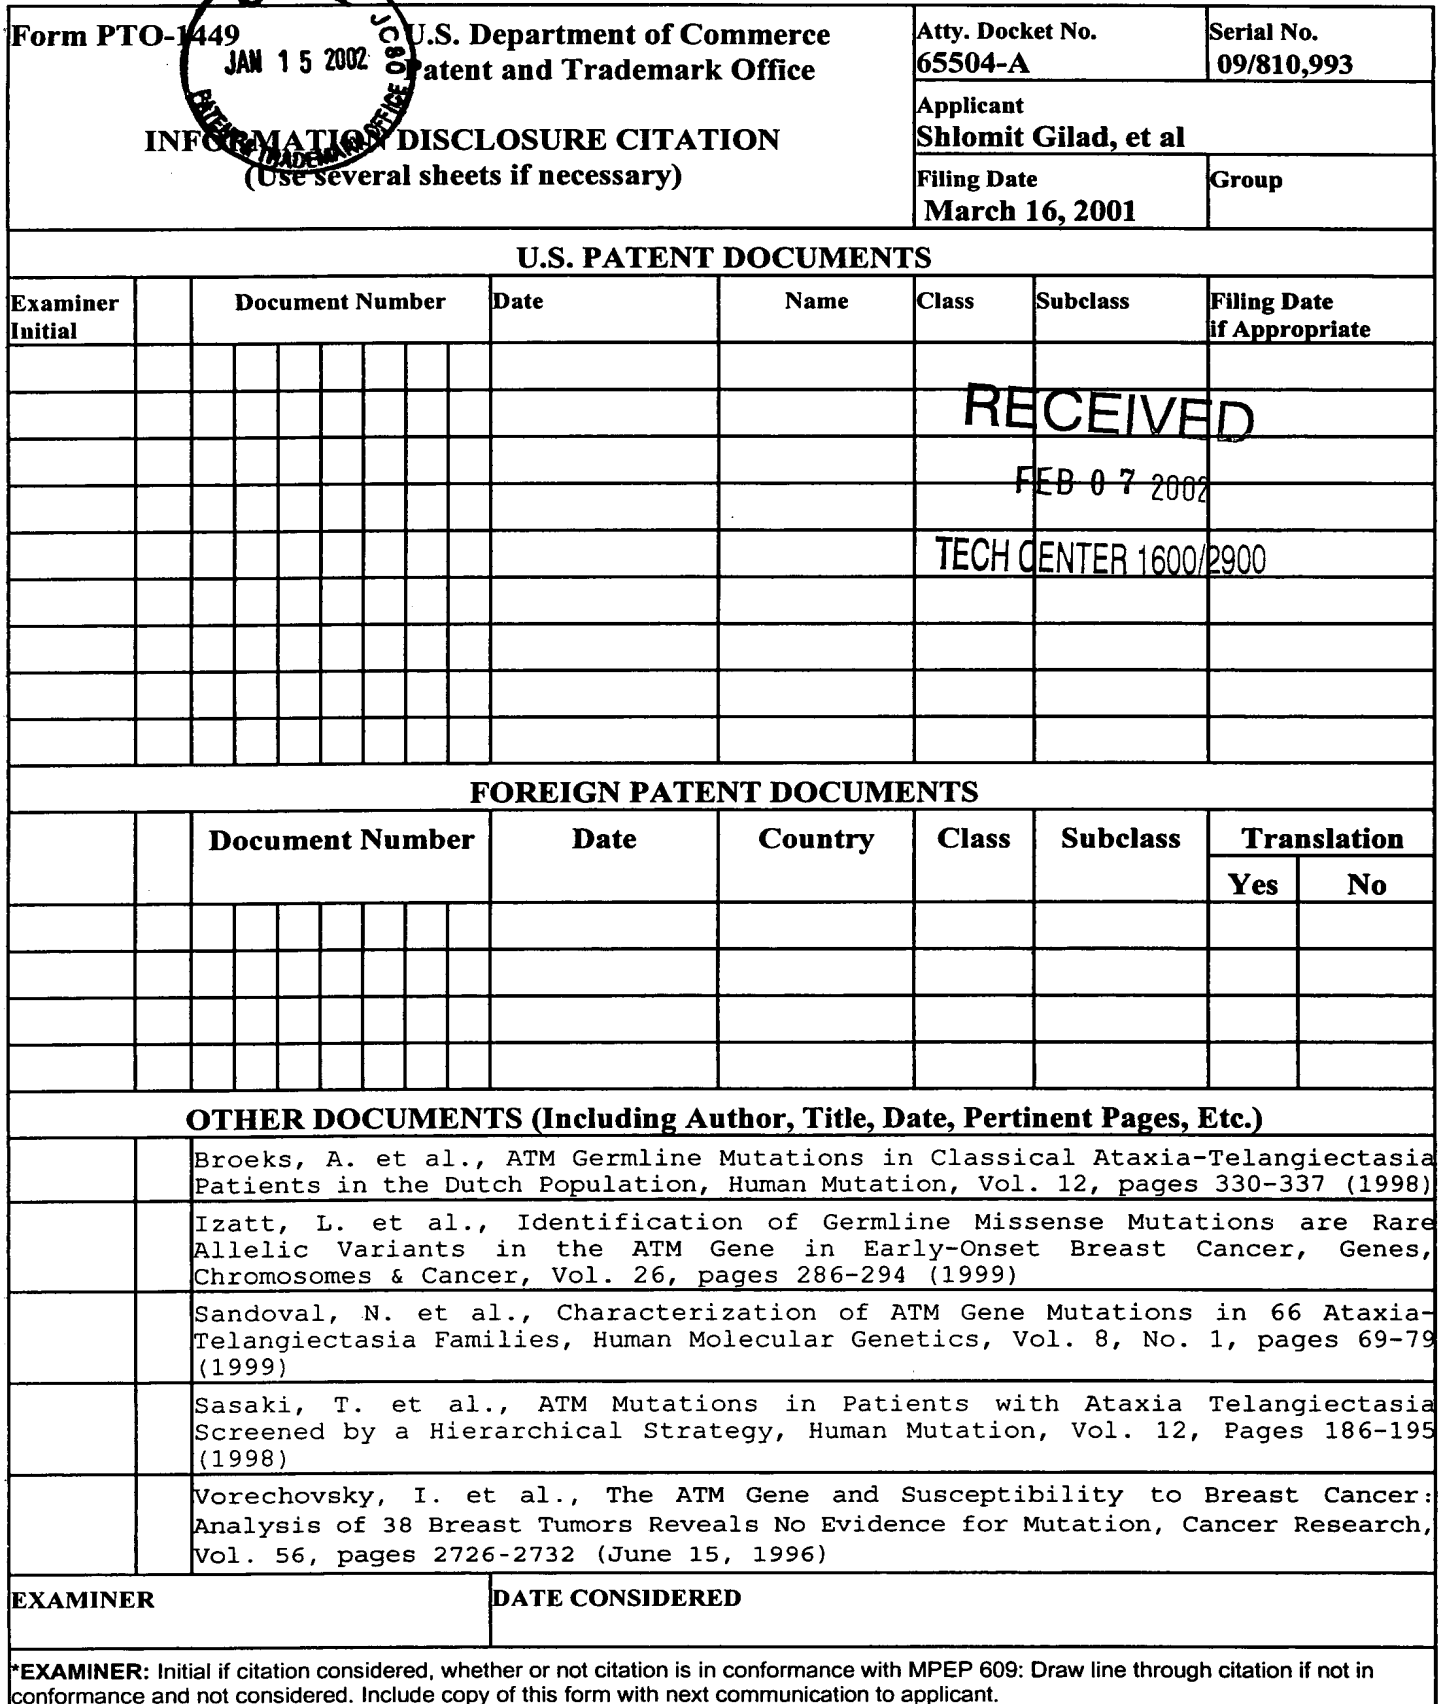 Form PTO-1449
U.S. Department of Commerce
Patent and Trademark Office
JAN 15 2002
JC80
PATENT & TRADEMARK OFFICE
INFORMATION DISCLOSURE CITATION
(Use several sheets if necessary)
Atty. Docket No.
65504-A
Serial No.
09/810,993
Applicant
Shlomit Gilad, et al
Filing Date
March 16, 2001
Group
U.S. PATENT DOCUMENTS
Examiner
Initial
Document Number
Date
Name
Class
Subclass
Filing Date
if Appropriate
RECEIVED
FEB 07 2002
TECH CENTER 1600/2900
FOREIGN PATENT DOCUMENTS
Document Number
Date
Country
Class
Subclass
Translation
Yes
No
OTHER DOCUMENTS (Including Author, Title, Date, Pertinent Pages, Etc.)
Broeks, A. et al., ATM Germline Mutations in Classical Ataxia-Telangiectasia
Patients in the Dutch Population, Human Mutation, Vol. 12, pages 330-337 (1998)
Izatt, L. et al., Identification of Germline Missense Mutations are Rare
Allelic Variants in the ATM Gene in Early-Onset Breast Cancer, Genes,
Chromosomes & Cancer, Vol. 26, pages 286-294 (1999)
Sandoval, N. et al., Characterization of ATM Gene Mutations in 66 Ataxia-
Telangiectasia Families, Human Molecular Genetics, Vol. 8, No. 1, pages 69-79
(1999)
Sasaki, T. et al., ATM Mutations in Patients with Ataxia Telangiectasia
Screened by a Hierarchical Strategy, Human Mutation, Vol. 12, Pages 186-195
(1998)
Vorechovsky, I. et al., The ATM Gene and Susceptibility to Breast Cancer:
Analysis of 38 Breast Tumors Reveals No Evidence for Mutation, Cancer Research,
Vol. 56, pages 2726-2732 (June 15, 1996)
EXAMINER
DATE CONSIDERED
*EXAMINER: Initial if citation considered, whether or not citation is in conformance with MPEP 609: Draw line through citation if not in
conformance and not considered. Include copy of this form with next communication to applicant.